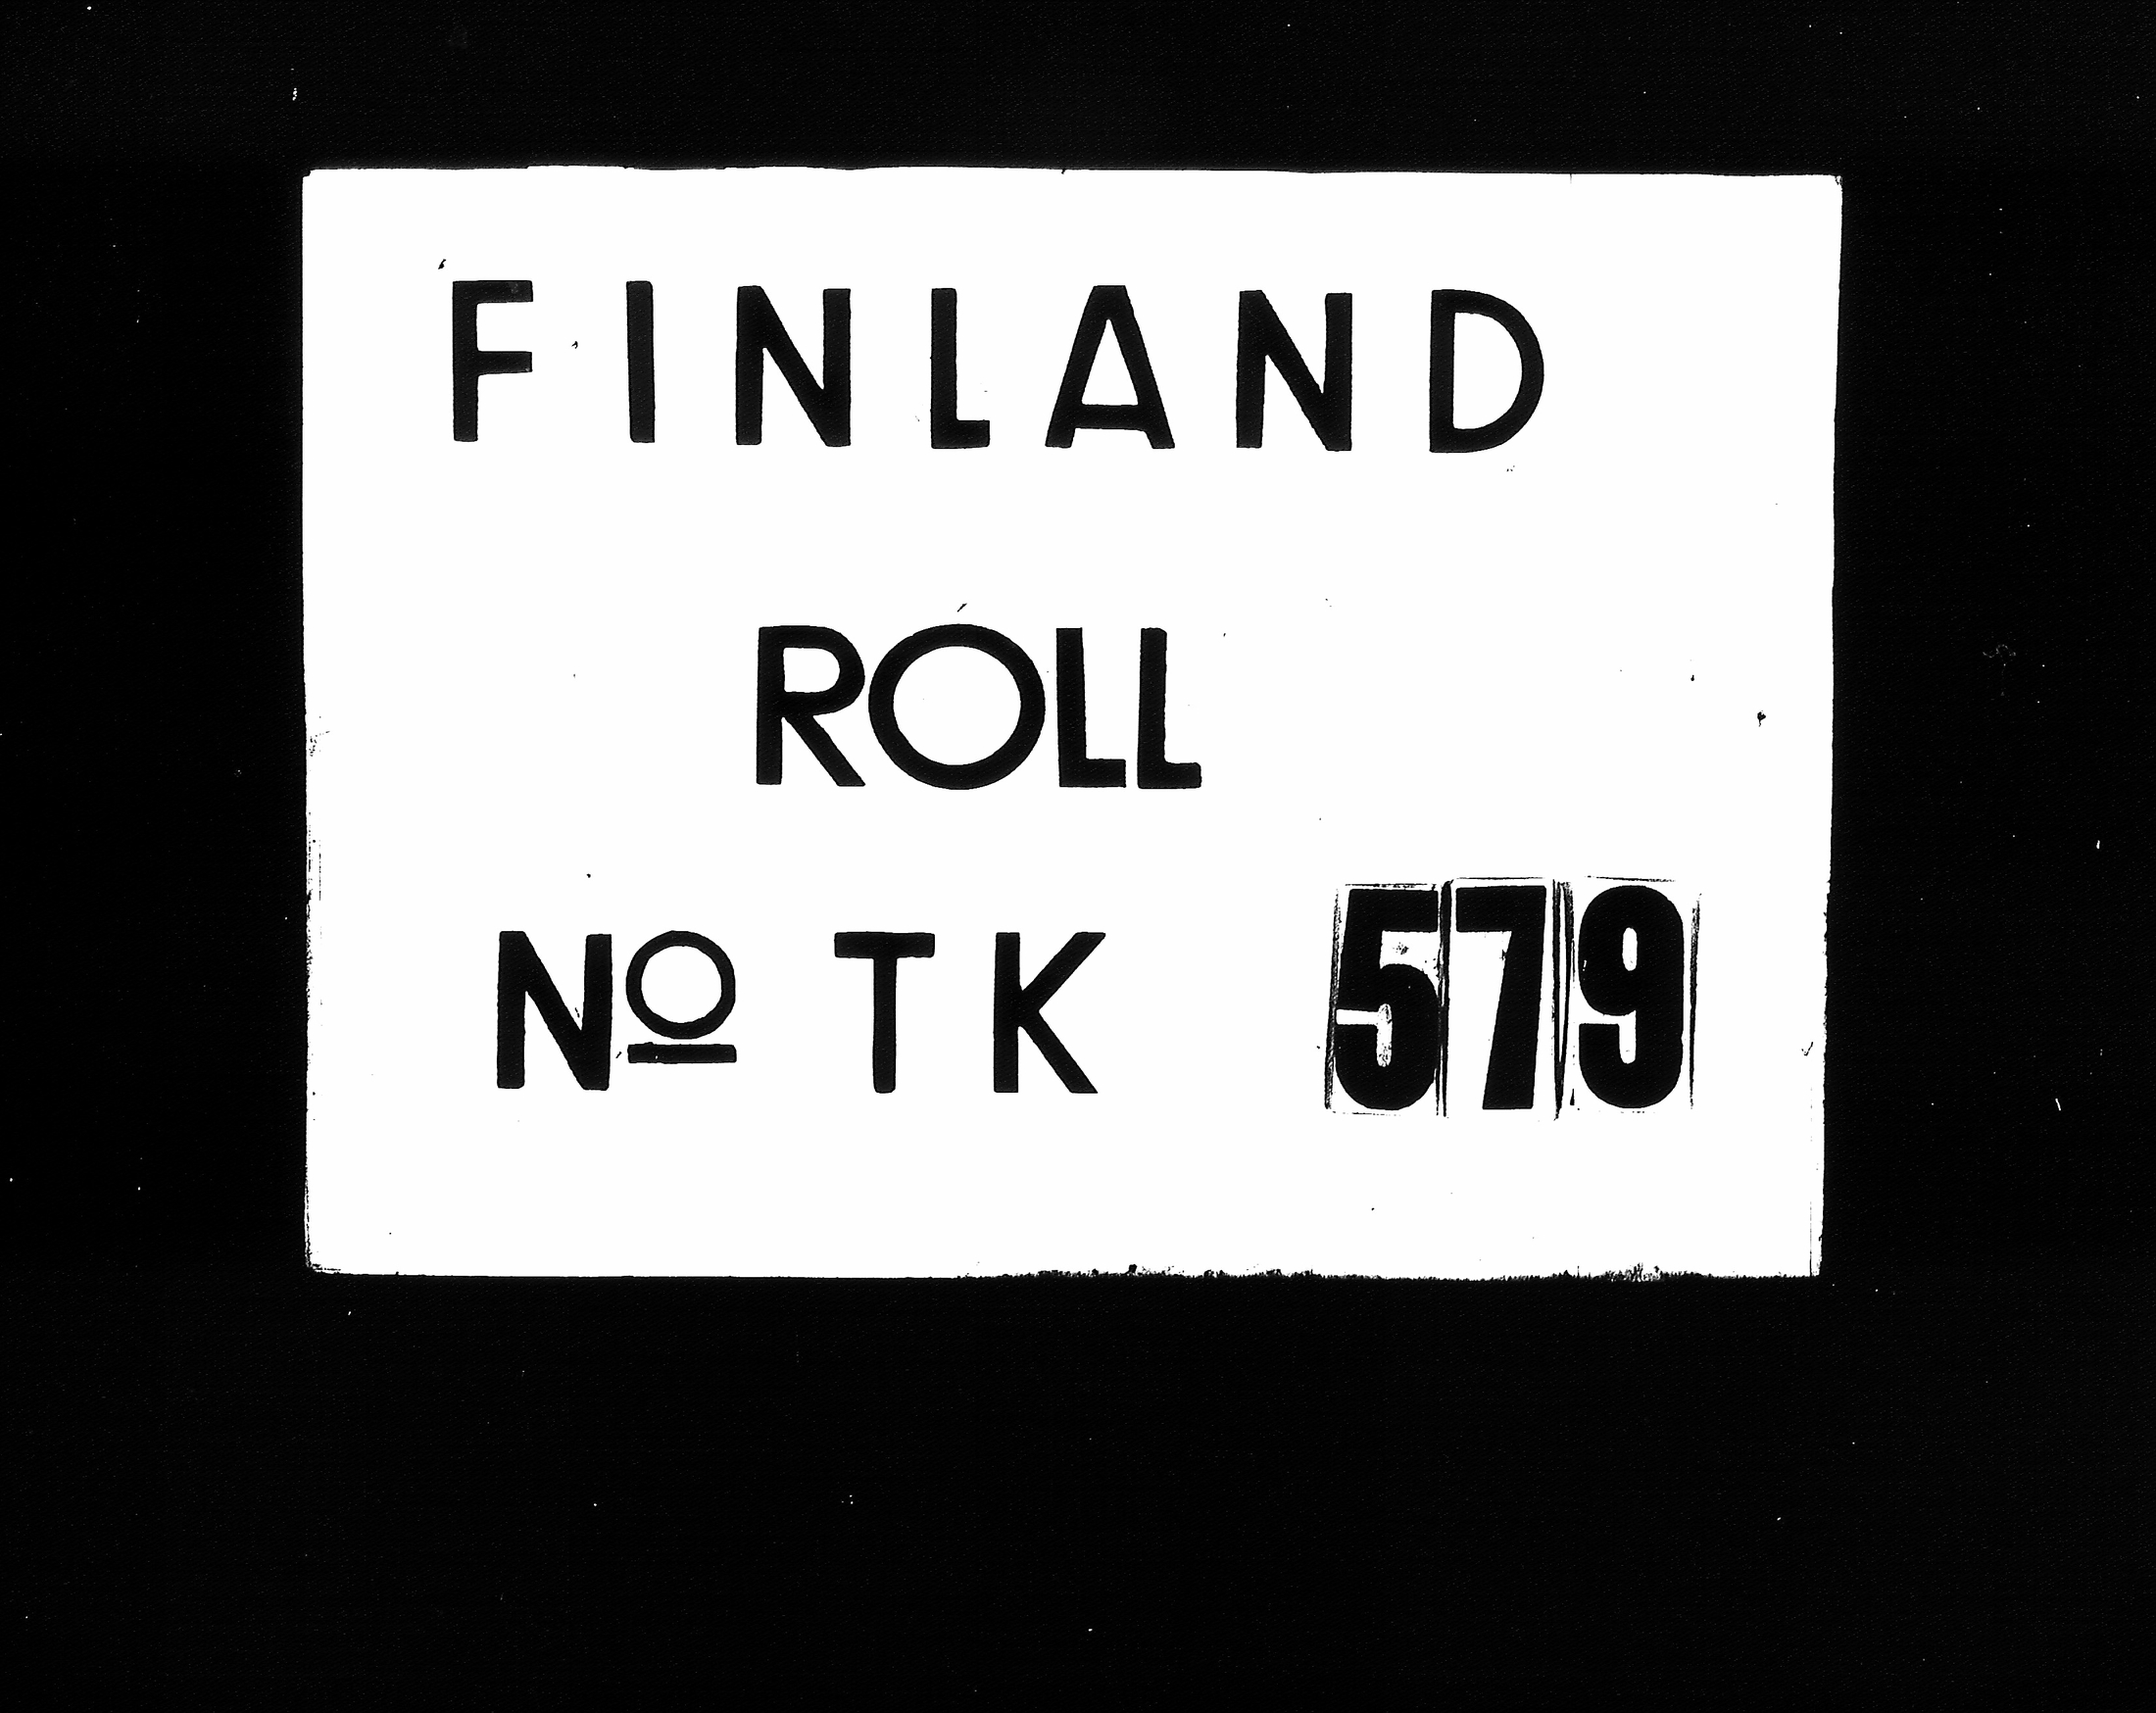 FINLAND
ROLL
Nº TK 579